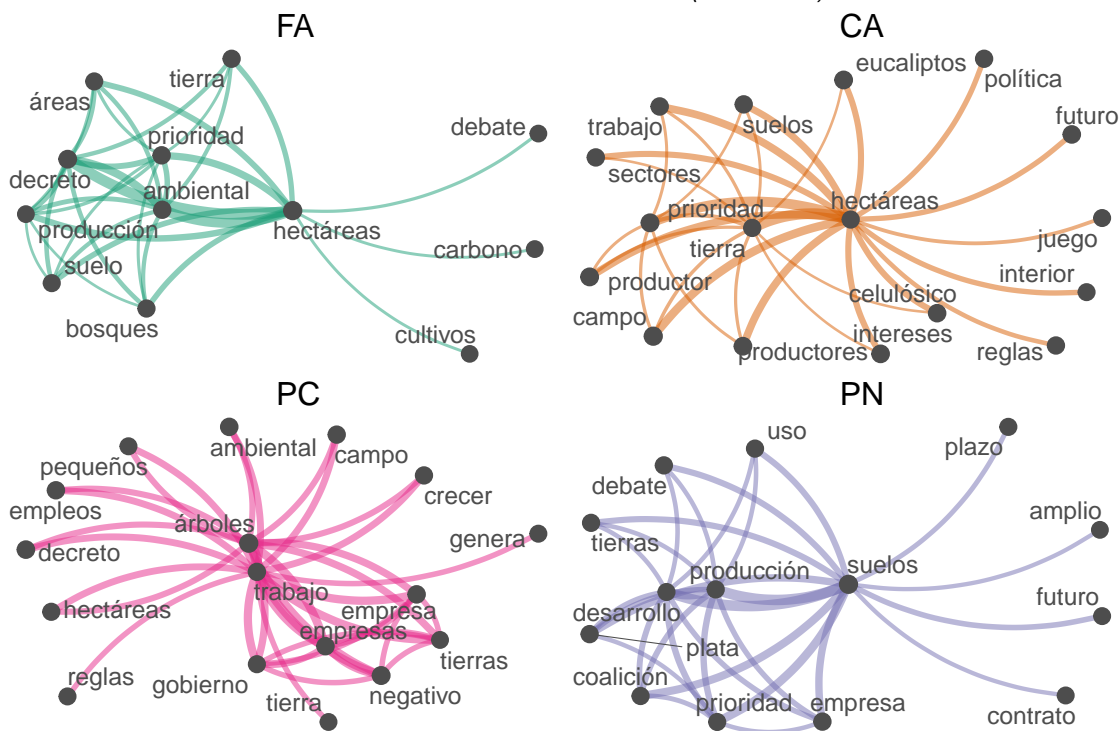 FA
tierra
áreas
prioridad
debate
decreto
ambiental
hectáreas
producción
carbono
suelo
bosques
cultivos
CA
eucaliptos
política
trabajo
suelos
futuro
sectores
prioridad
hectáreas
tierra
juego
productor
interior
celulósico
campo
intereses
productores
reglas
PC
ambiental
pequeños
campo
crecer
empleos
árboles
decreto
genera
trabajo
hectáreas
empresa
empresas
tierras
reglas
gobierno
negativo
tierra
PN
uso
plazo
debate
amplio
tierras
producción
suelos
desarrollo
futuro
plata
coalición
prioridad
empresa
contrato